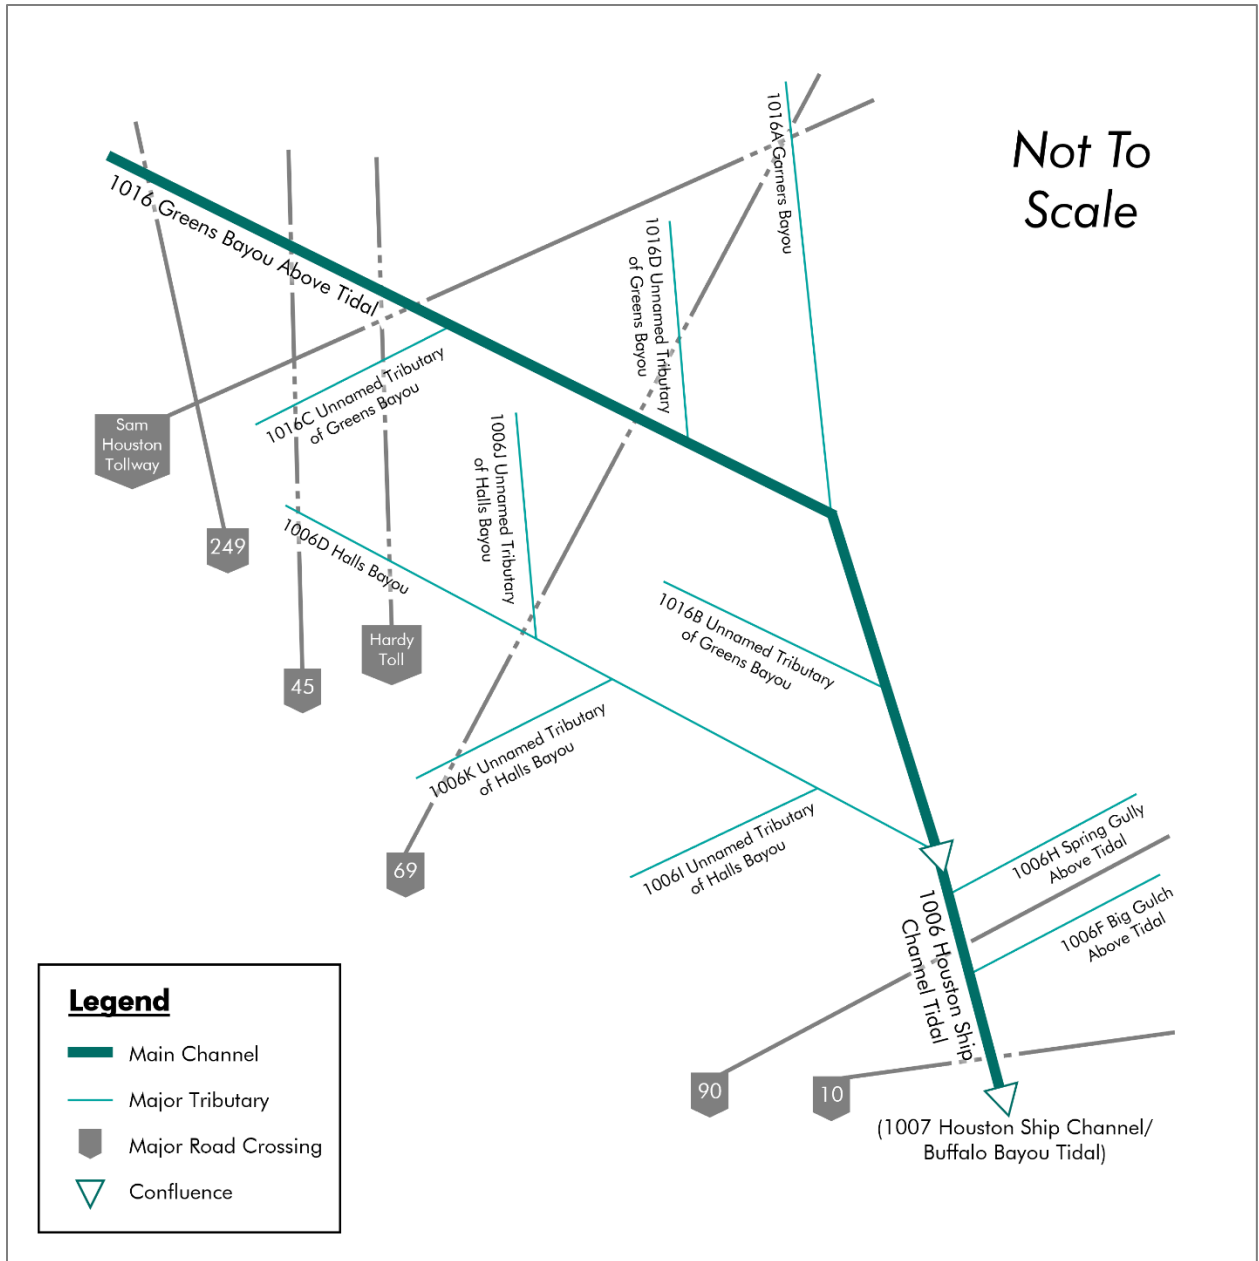 Not To
Scale
1016 Greens Bayou Above Tidal
1016A Garners Bayou
1016D Unnamed Tributary
of Greens Bayou
1016C Unnamed Tributary
of Greens Bayou
Sam
Houston
Tollway
1006J Unnamed Tributary
of Halls Bayou
249
1006D Halls Bayou
Hardy
Toll
45
1016B Unnamed Tributary
of Greens Bayou
1006K Unnamed Tributary
of Halls Bayou
69
1006I Unnamed Tributary
of Halls Bayou
1006H Spring Gully
Above Tidal
1006F Big Gulch
Above Tidal
1006 Houston Ship
Channel Tidal
90
10
(1007 Houston Ship Channel/
Buffalo Bayou Tidal)
Legend
Main Channel
Major Tributary
Major Road Crossing
Confluence